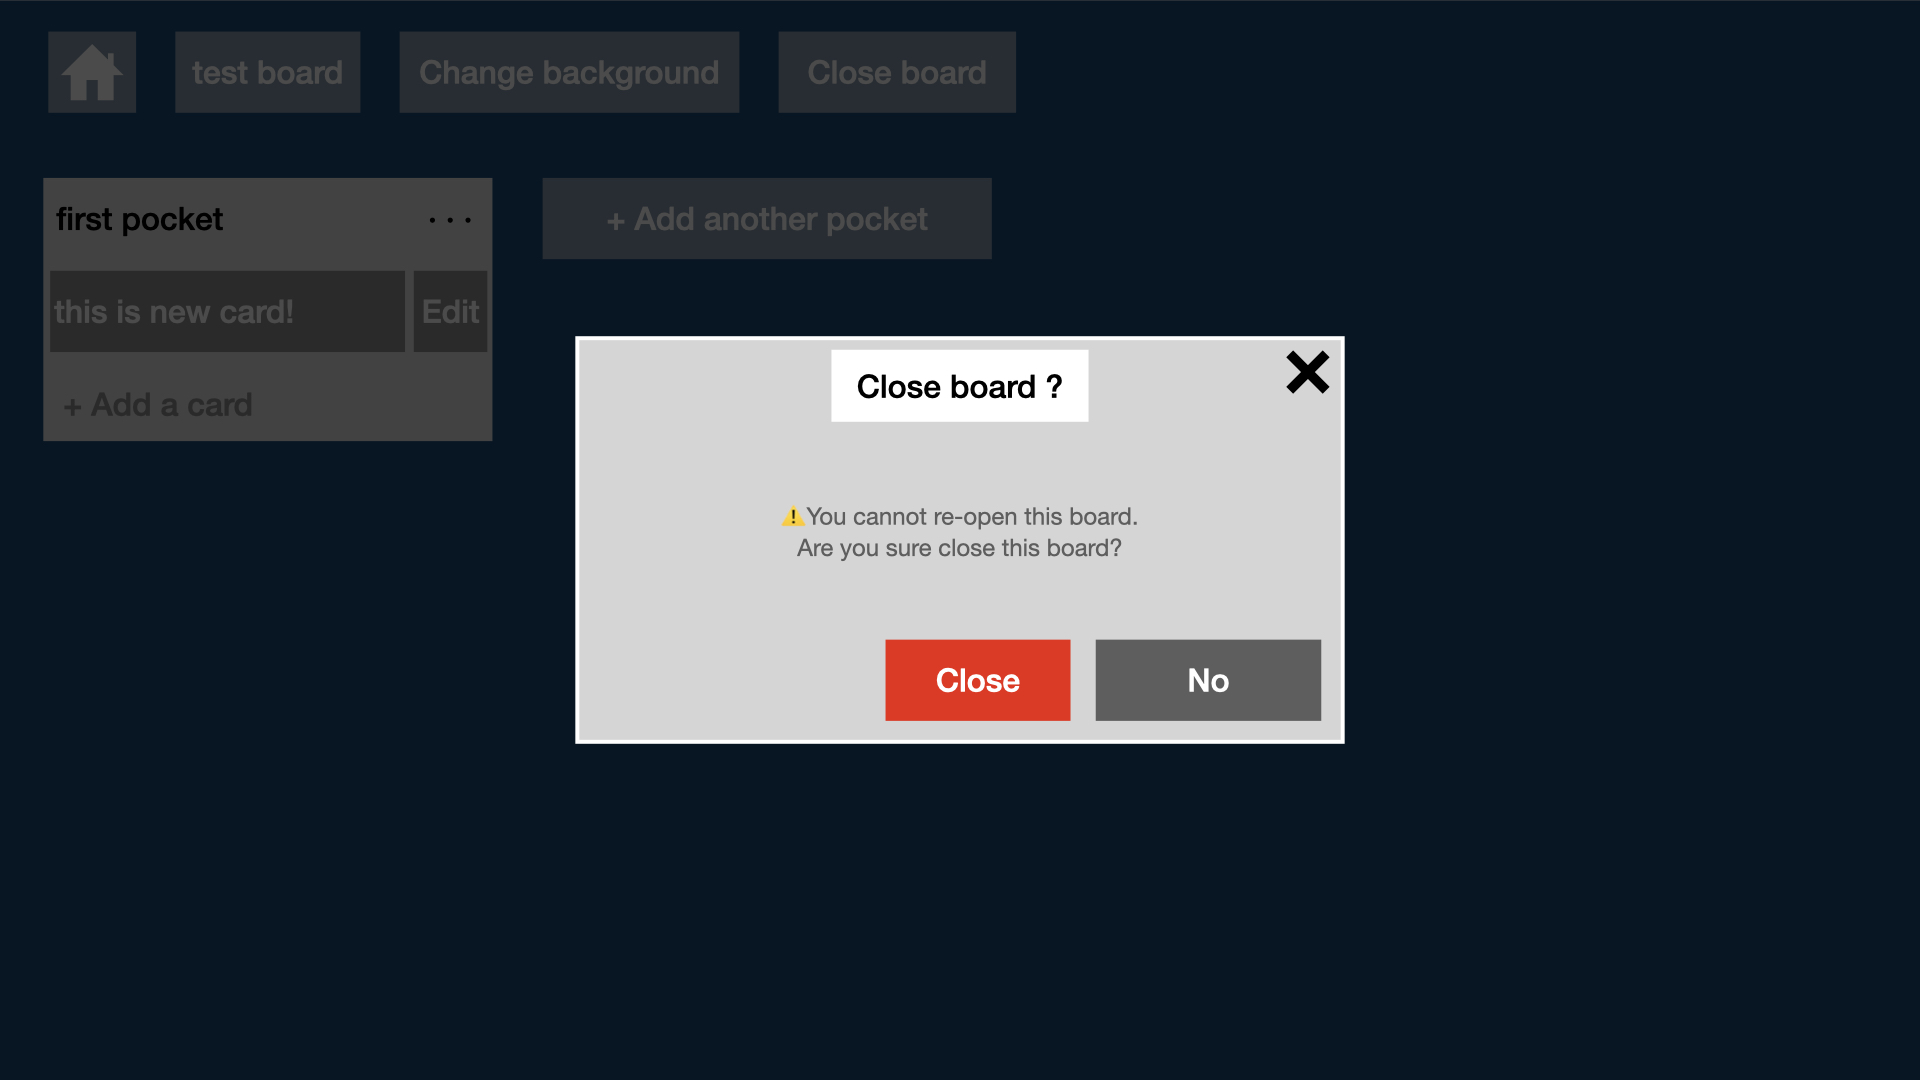 test board
Change background
Close board
first pocket
...
+ Add another pocket
this is new card!
Edit
+ Add a card
Close board ?
⚠️You cannot re-open this board.
Are you sure close this board?
Close
No